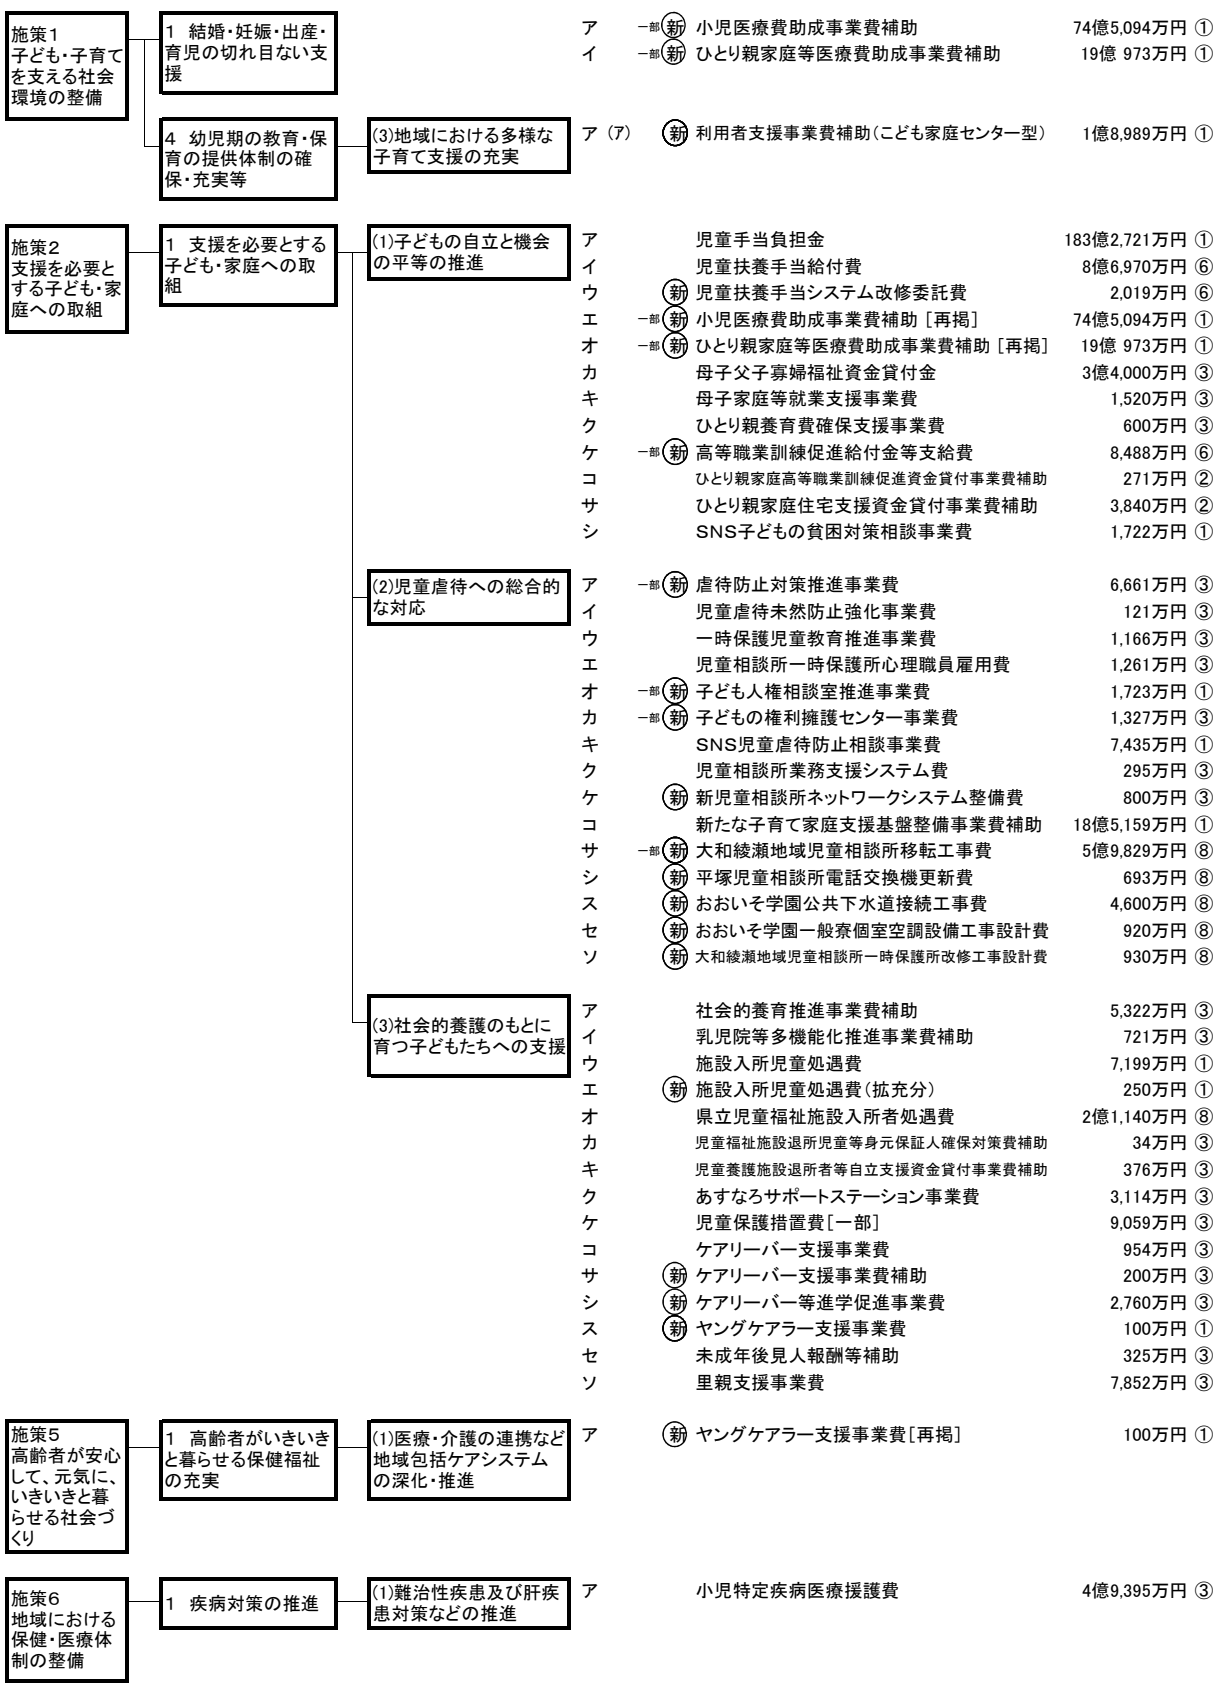 施策1
子ども・子育て
を支える社会
環境の整備
1 結婚・妊娠・出産・
育児の切れ目ない支
援
ア 一部 新 小児医療費助成事業費補助 74億5,094万円 ①
イ 一部 新 ひとり親家庭等医療費助成事業費補助 19億 973万円 ①
4 幼児期の教育・保
育の提供体制の確
保・充実等
(3)地域における多様な
子育て支援の充実
ア (ア) 新 利用者支援事業費補助(こども家庭センター型) 1億8,989万円 ①
施策2
支援を必要と
する子ども・家
庭への取組
1 支援を必要とする
子ども・家庭への取
組
(1)子どもの自立と機会
の平等の推進
ア 児童手当負担金 183億2,721万円 ①
イ 児童扶養手当給付費 8億6,970万円 ⑥
ウ 新 児童扶養手当システム改修委託費 2,019万円 ⑥
エ 一部 新 小児医療費助成事業費補助 [再掲] 74億5,094万円 ①
オ 一部 新 ひとり親家庭等医療費助成事業費補助 [再掲] 19億 973万円 ①
カ 母子父子寡婦福祉資金貸付金 3億4,000万円 ③
キ 母子家庭等就業支援事業費 1,520万円 ③
ク ひとり親養育費確保支援事業費 600万円 ③
ケ 一部 新 高等職業訓練促進給付金等支給費 8,488万円 ⑥
コ ひとり親家庭高等職業訓練促進資金貸付事業費補助 271万円 ②
サ ひとり親家庭住宅支援資金貸付事業費補助 3,840万円 ②
シ SNS子どもの貧困対策相談事業費 1,722万円 ①
(2)児童虐待への総合的
な対応
ア 一部 新 虐待防止対策推進事業費 6,661万円 ③
イ 児童虐待未然防止強化事業費 121万円 ③
ウ 一時保護児童教育推進事業費 1,166万円 ③
エ 児童相談所一時保護所心理職員雇用費 1,261万円 ③
オ 一部 新 子ども人権相談室推進事業費 1,723万円 ①
カ 一部 新 子どもの権利擁護センター事業費 1,327万円 ③
キ SNS児童虐待防止相談事業費 7,435万円 ①
ク 児童相談所業務支援システム費 295万円 ③
ケ 新 新児童相談所ネットワークシステム整備費 800万円 ③
コ 新たな子育て家庭支援基盤整備事業費補助 18億5,159万円 ①
サ 一部 新 大和綾瀬地域児童相談所移転工事費 5億9,829万円 ⑧
シ 新 平塚児童相談所電話交換機更新費 693万円 ⑧
ス 新 おおいそ学園公共下水道接続工事費 4,600万円 ⑧
セ 新 おおいそ学園一般寮個室空調設備工事設計費 920万円 ⑧
ソ 新 大和綾瀬地域児童相談所一時保護所改修工事設計費 930万円 ⑧
(3)社会的養護のもとに
育つ子どもたちへの支援
ア 社会的養育推進事業費補助 5,322万円 ③
イ 乳児院等多機能化推進事業費補助 721万円 ③
ウ 施設入所児童処遇費 7,199万円 ①
エ 新 施設入所児童処遇費(拡充分) 250万円 ①
オ 県立児童福祉施設入所者処遇費 2億1,140万円 ⑧
カ 児童福祉施設退所児童等身元保証人確保対策費補助 34万円 ③
キ 児童養護施設退所者等自立支援資金貸付事業費補助 376万円 ③
ク あすなろサポートステーション事業費 3,114万円 ③
ケ 児童保護措置費[一部] 9,059万円 ③
コ ケアリーバー支援事業費 954万円 ③
サ 新 ケアリーバー支援事業費補助 200万円 ③
シ 新 ケアリーバー等進学促進事業費 2,760万円 ③
ス 新 ヤングケアラー支援事業費 100万円 ①
セ 未成年後見人報酬等補助 325万円 ③
ソ 里親支援事業費 7,852万円 ③
施策5
高齢者が安心
して、元気に、
いきいきと暮
らせる社会づ
くり
1 高齢者がいきいき
と暮らせる保健福祉
の充実
(1)医療・介護の連携など
地域包括ケアシステム
の深化・推進
ア 新 ヤングケアラー支援事業費[再掲] 100万円 ①
施策6
地域における
保健・医療体
制の整備
1 疾病対策の推進
(1)難治性疾患及び肝疾
患対策などの推進
ア 小児特定疾病医療援護費 4億9,395万円 ③